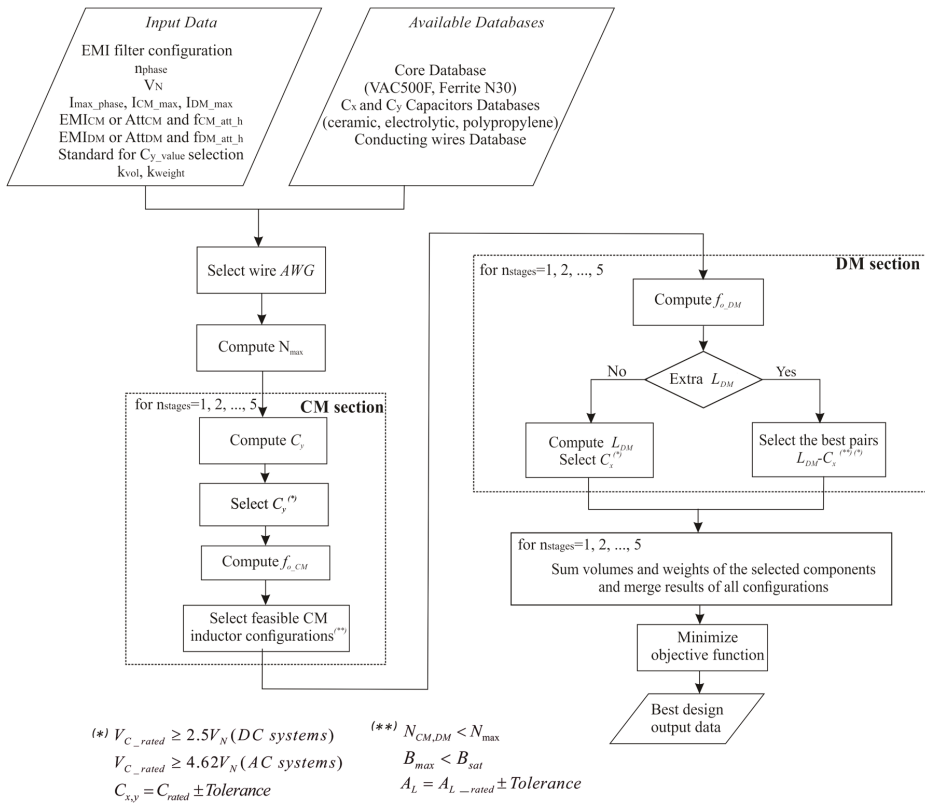 Input Data
EMI filter configuration
nphase
VN
Imax_phase, ICM_max, IDM_max
EMICM or AttCM and fCM_att_h
EMIDM or AttDM and fDM_att_h
Standard for Cy_value selection
kvol, kweight
Available Databases
Core Database
(VAC500F, Ferrite N30)
Cx and Cy Capacitors Databases
(ceramic, electrolytic, polypropylene)
Conducting wires Database
Select wire AWG
Compute Nmax
CM section
for nstages=1, 2, ..., 5
Compute Cy
Select Cy(*)
Compute fo_CM
Select feasible CM
inductor configurations(**)
DM section
for nstages=1, 2, ..., 5
Compute fo_DM
Extra LDM
No
Yes
Compute LDM
Select Cx(*)
Select the best pairs
LDM-Cx(**)(*)
for nstages=1, 2, ..., 5
Sum volumes and weights of the selected components
and merge results of all configurations
Minimize
objective function
Best design
output data
(*) VC_rated ≥ 2.5VN (DC systems)
VC_rated ≥ 4.62VN (AC systems)
Cx,y = Crated ± Tolerance
(**) NCM,DM < Nmax
Bmax < Bsat
AL = AL_rated ± Tolerance